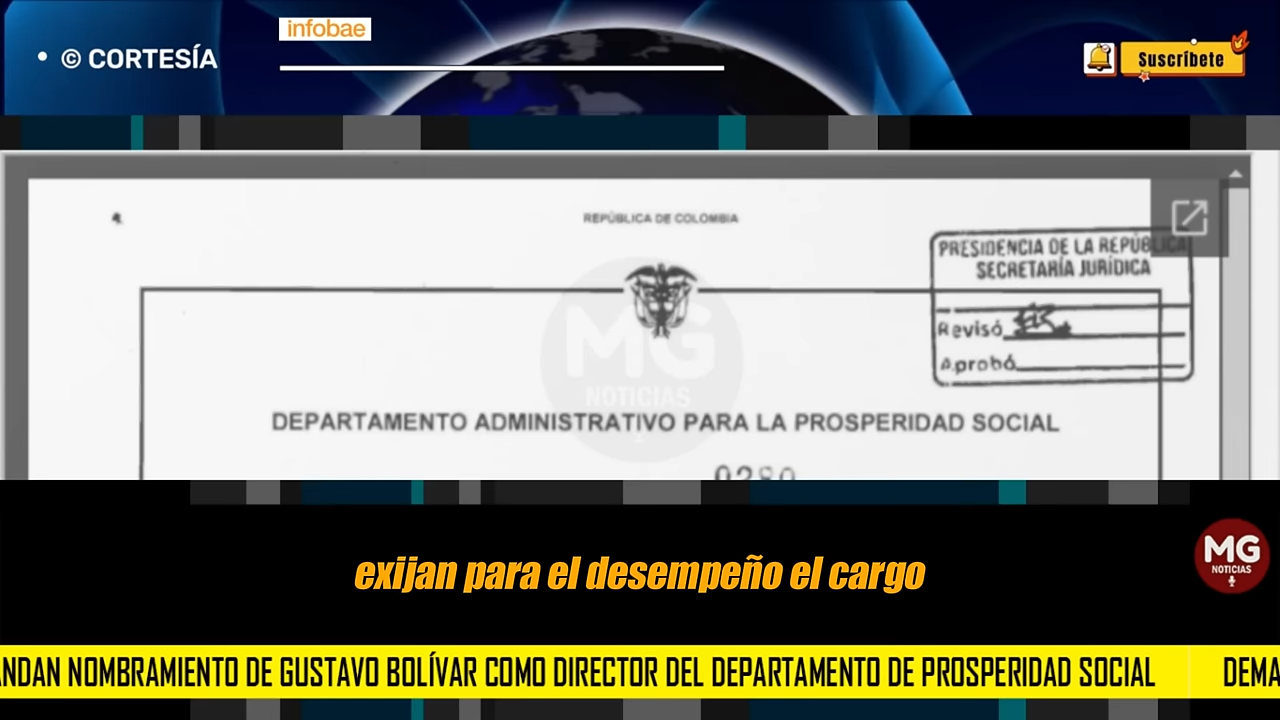 infobae
• © CORTESÍA
Suscríbete
REPÚBLICA DE COLOMBIA
PRESIDENCIA DE LA REPÚBLICA
SECRETARÍA JURÍDICA
Revisó
Aprobó
MG
NOTICIAS
DEPARTAMENTO ADMINISTRATIVO PARA LA PROSPERIDAD SOCIAL
exijan para el desempeño el cargo
MG
NOTICIAS
NDAN NOMBRAMIENTO DE GUSTAVO BOLÍVAR COMO DIRECTOR DEL DEPARTAMENTO DE PROSPERIDAD SOCIAL DEMA